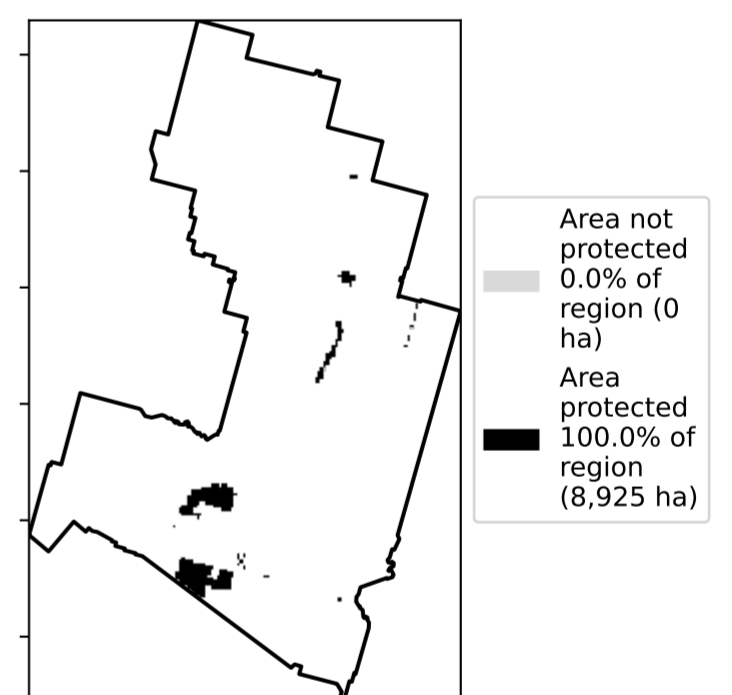 Area not
protected
0.0% of
region (0
ha)
Area
protected
100.0% of
region
(8,925 ha)